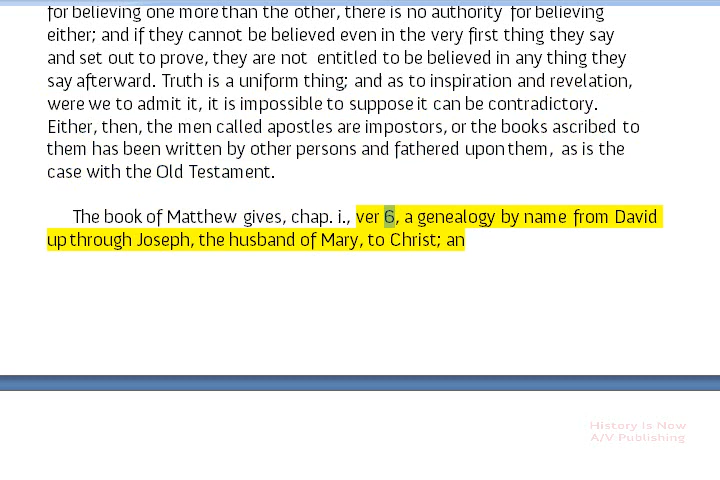 for believing one more than the other, there is no authority for believing
either; and if they cannot be believed even in the very first thing they say
and set out to prove, they are not entitled to be believed in any thing they
say afterward. Truth is a uniform thing; and as to inspiration and revelation,
were we to admit it, it is impossible to suppose it can be contradictory.
Either, then, the men called apostles are impostors, or the books ascribed to
them has been written by other persons and fathered upon them, as is the
case with the Old Testament.
The book of Matthew gives, chap. i., ver 6, a genealogy by name from David
up through Joseph, the husband of Mary, to Christ; an
History Is Now
A/V Publishing